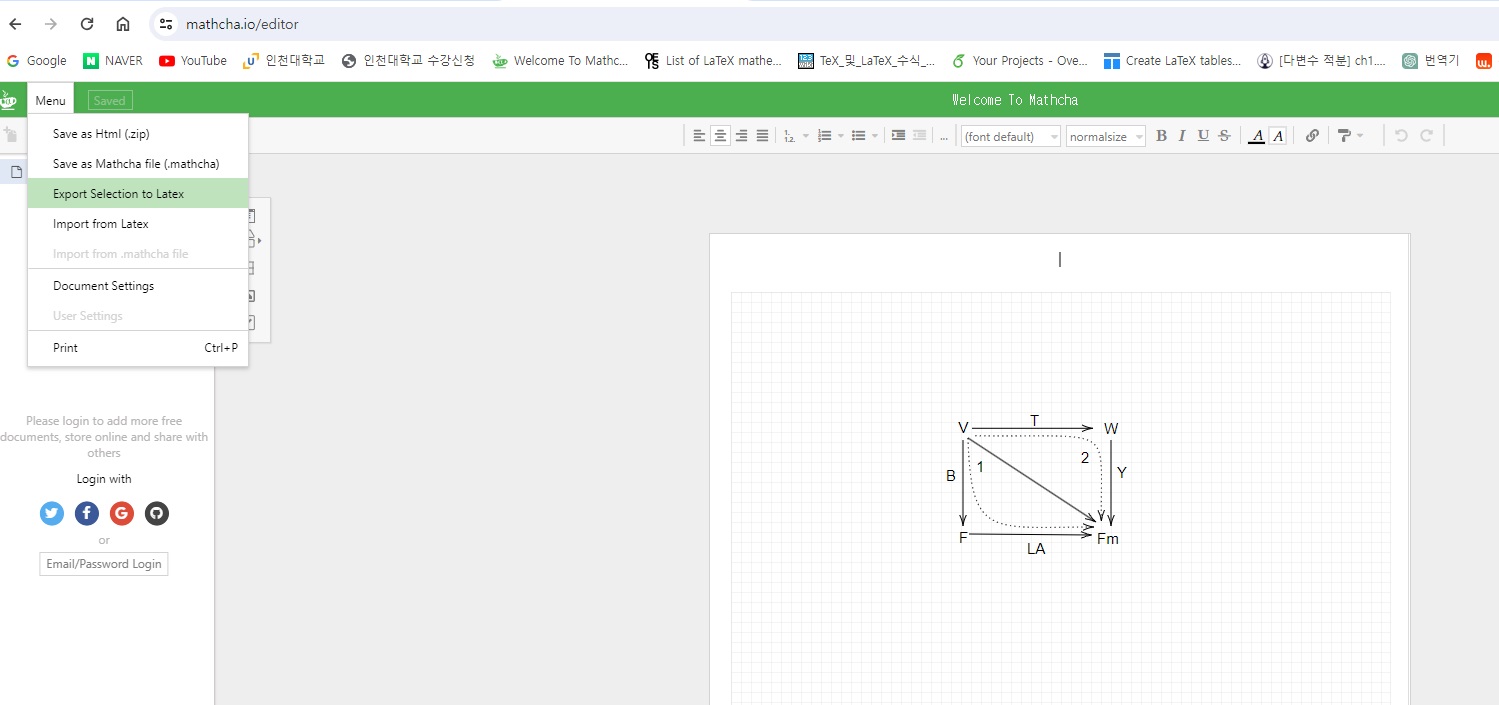 mathcha.io/editor
Google NAVER YouTube 인천대학교 인천대학교 수강신청 Welcome To Mathc... List of LaTeX mathe... TeX_및_LaTeX_수식_... Your Projects - Ove... Create LaTeX tables... [다변수 적분] ch1.... 번역기
Menu Saved Welcome To Mathcha
(font default) normalsize B I U S A A
Save as Html (.zip)
Save as Mathcha file (.mathcha)
Export Selection to Latex
Import from Latex
Import from .mathcha file
Document Settings
User Settings
Print Ctrl+P
Please login to add more free
documents, store online and share with
others
Login with
or
Email/Password Login
T
V W
1 2
B Y
F Fm
LA